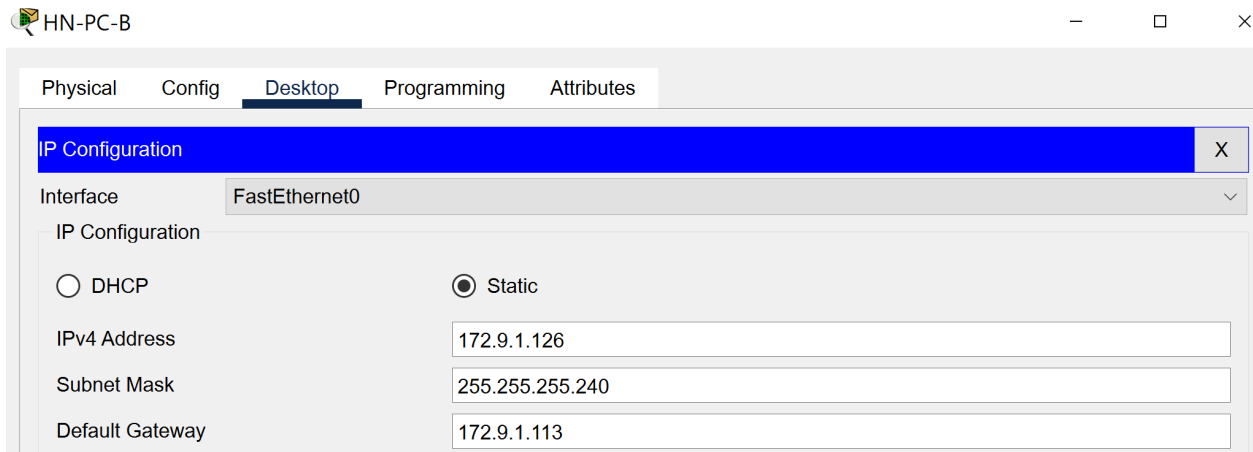 HN-PC-B
Physical Config Desktop Programming Attributes
IP Configuration X
Interface FastEthernet0
IP Configuration
DHCP Static
IPv4 Address 172.9.1.126
Subnet Mask 255.255.255.240
Default Gateway 172.9.1.113